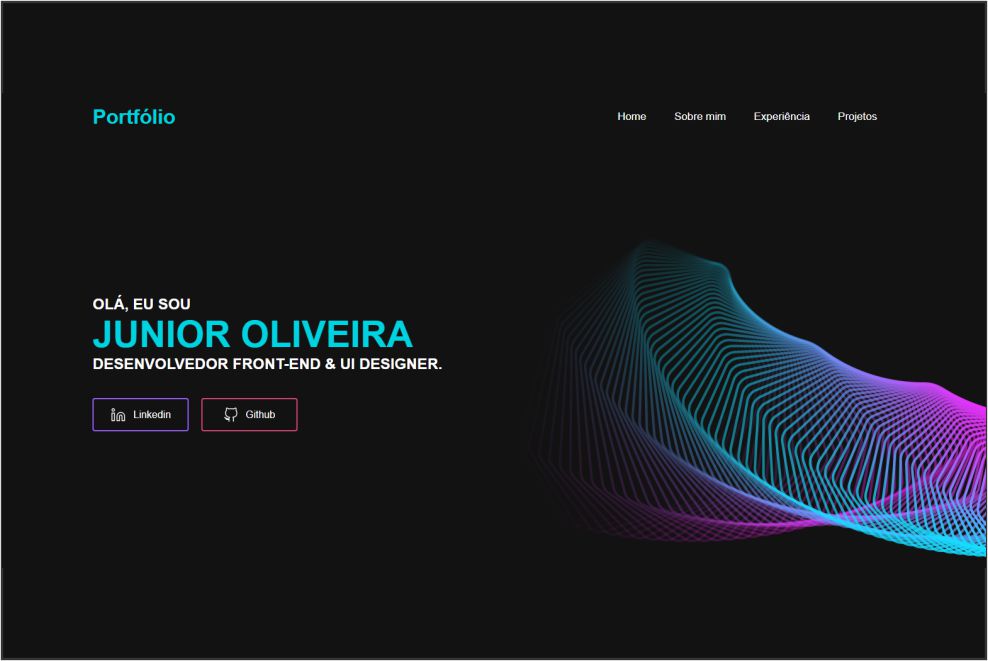 Portfólio
Home Sobre mim Experiência Projetos
OLÁ, EU SOU
JUNIOR OLIVEIRA
DESENVOLVEDOR FRONT-END & UI DESIGNER.
Linkedin Github